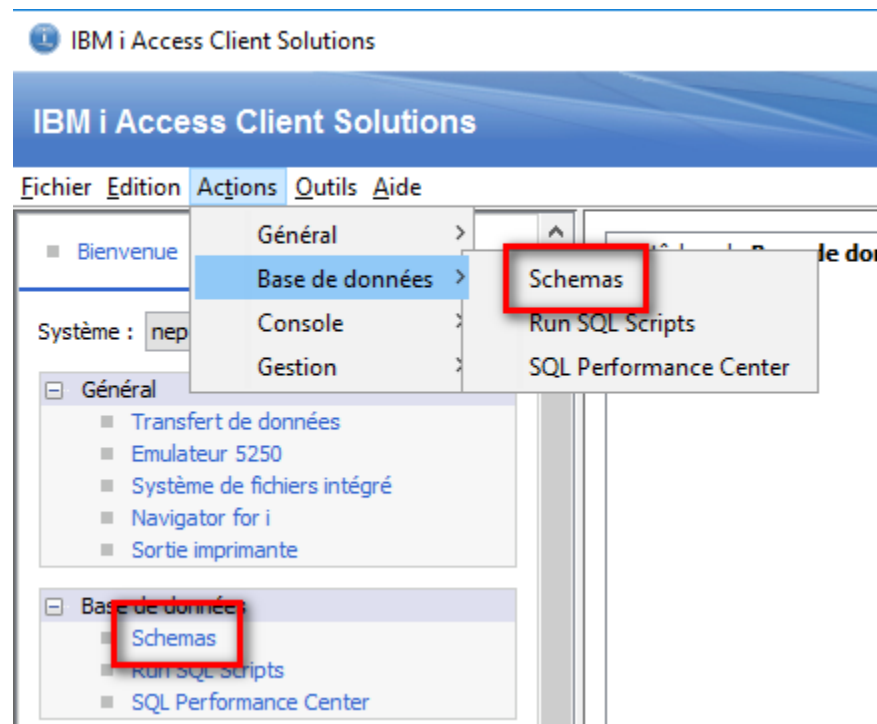 IBM i Access Client Solutions
IBM i Access Client Solutions
Fichier Edition Actions Outils Aide
Bienvenue
Général
Base de données
Console
Gestion
Schemas
Run SQL Scripts
SQL Performance Center
Système : nep
Général
Transfert de données
Emulateur 5250
Système de fichiers intégré
Navigator for i
Sortie imprimante
Base de données
Schemas
Run SQL Scripts
SQL Performance Center